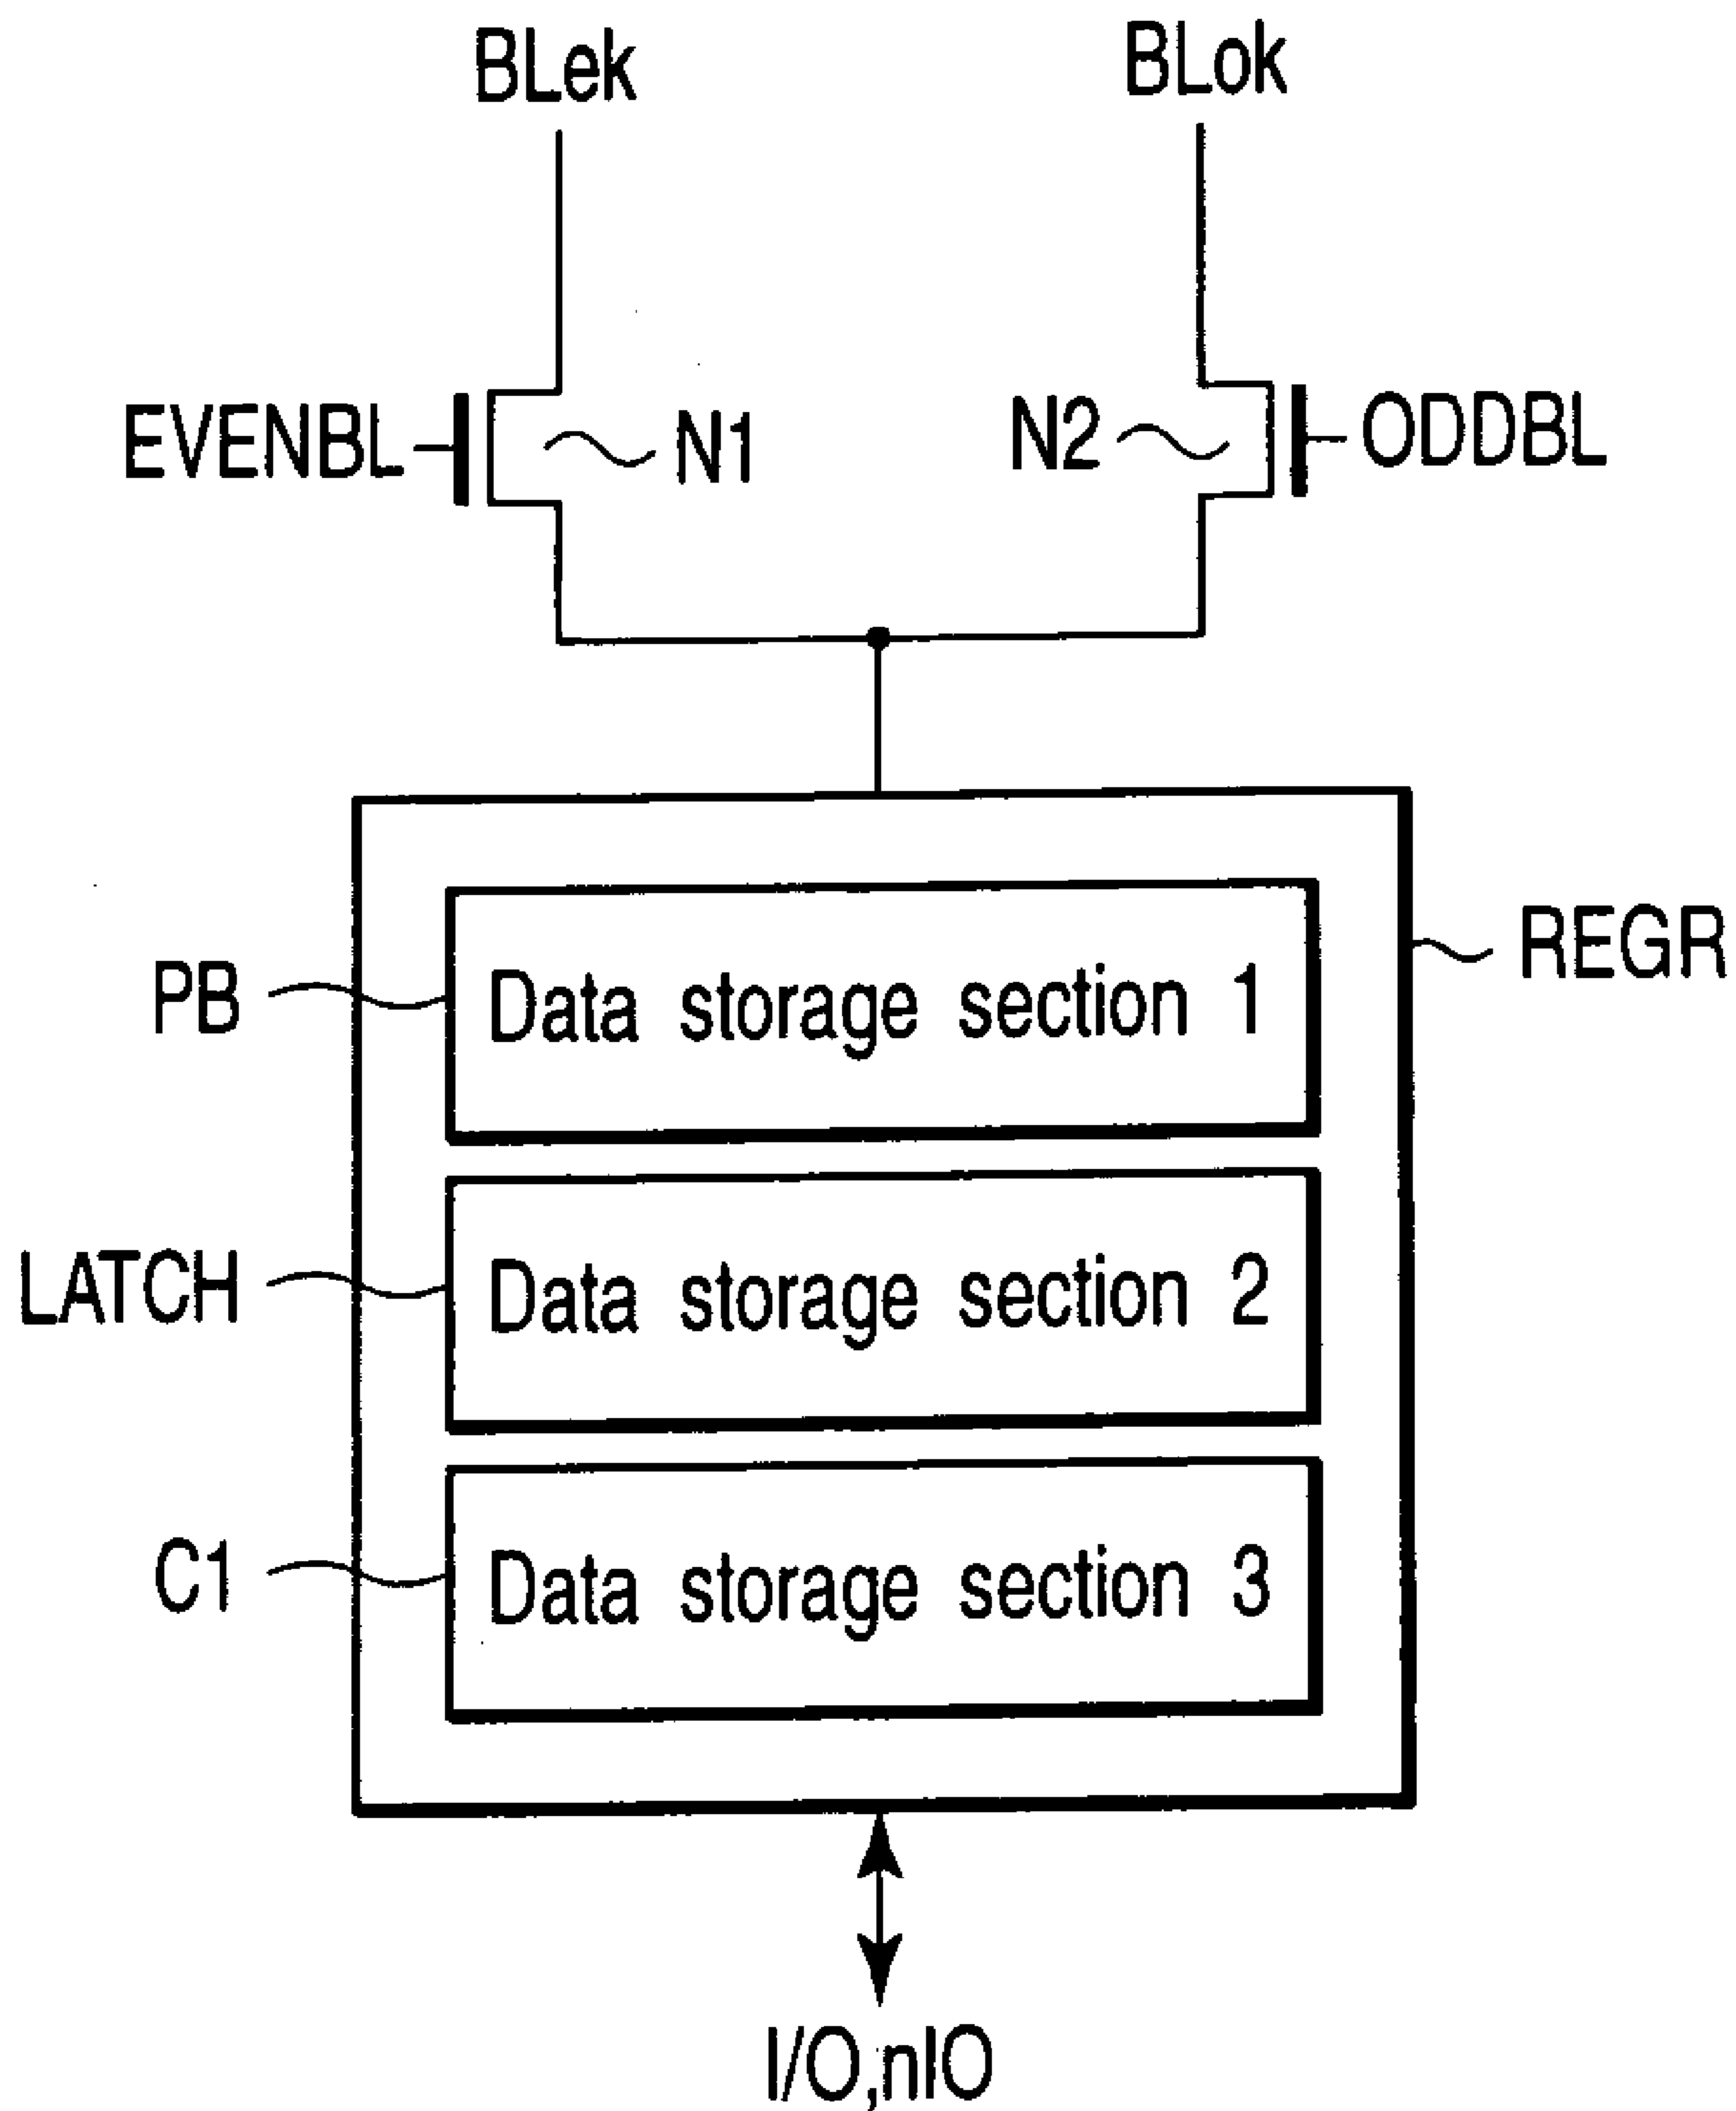 BLek
BLok
EVENBL
N1
N2
ODDBL
REGR
PB
Data storage section 1
LATCH
Data storage section 2
C1
Data storage section 3
I/O,nIO